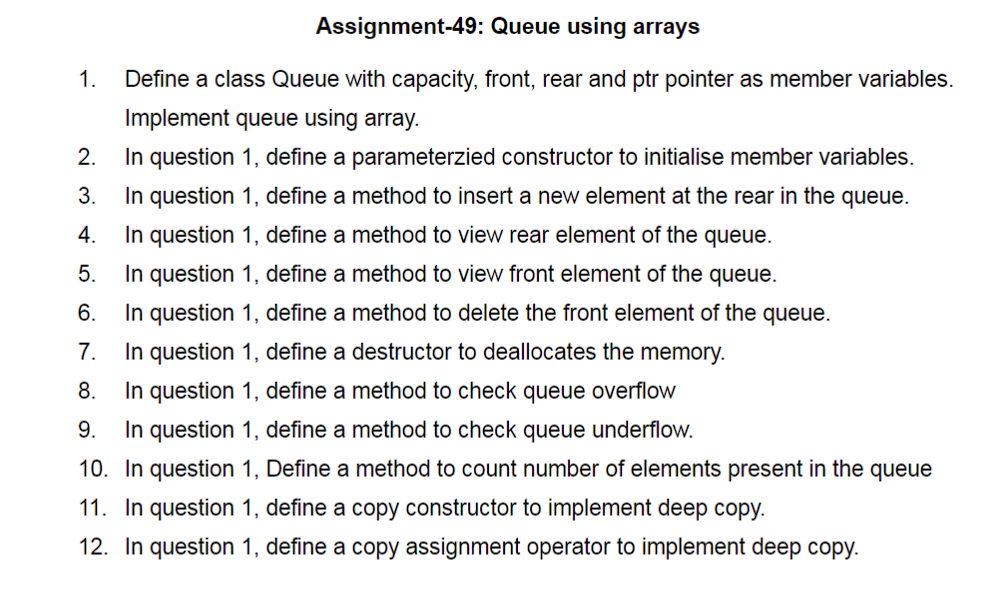 Assignment-49: Queue using arrays
1. Define a class Queue with capacity, front, rear and ptr pointer as member variables.
Implement queue using array.
2. In question 1, define a parameterzied constructor to initialise member variables.
3. In question 1, define a method to insert a new element at the rear in the queue.
4. In question 1, define a method to view rear element of the queue.
5. In question 1, define a method to view front element of the queue.
6. In question 1, define a method to delete the front element of the queue.
7. In question 1, define a destructor to deallocates the memory.
8. In question 1, define a method to check queue overflow
9. In question 1, define a method to check queue underflow.
10. In question 1, Define a method to count number of elements present in the queue
11. In question 1, define a copy constructor to implement deep copy.
12. In question 1, define a copy assignment operator to implement deep copy.